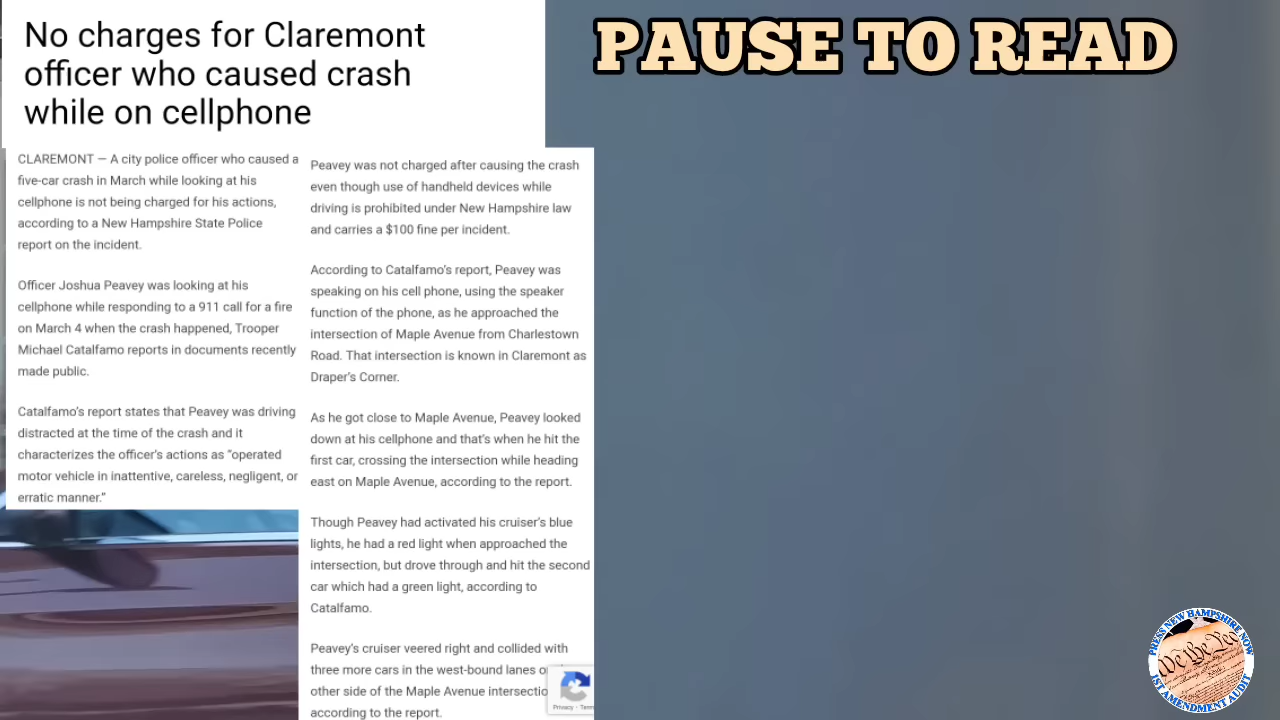 No charges for Claremont
officer who caused crash
while on cellphone
PAUSE TO READ
CLAREMONT — A city police officer who caused a
five-car crash in March while looking at his
cellphone is not being charged for his actions,
according to a New Hampshire State Police
report on the incident.
Officer Joshua Peavey was looking at his
cellphone while responding to a 911 call for a fire
on March 4 when the crash happened, Trooper
Michael Catalfamo reports in documents recently
made public.
Catalfamo’s report states that Peavey was driving
distracted at the time of the crash and it
characterizes the officer’s actions as “operated
motor vehicle in inattentive, careless, negligent, or
erratic manner.”
Peavey was not charged after causing the crash
even though use of handheld devices while
driving is prohibited under New Hampshire law
and carries a $100 fine per incident.
According to Catalfamo’s report, Peavey was
speaking on his cell phone, using the speaker
function of the phone, as he approached the
intersection of Maple Avenue from Charlestown
Road. That intersection is known in Claremont as
Draper’s Corner.
As he got close to Maple Avenue, Peavey looked
down at his cellphone and that’s when he hit the
first car, crossing the intersection while heading
east on Maple Avenue, according to the report.
Though Peavey had activated his cruiser’s blue
lights, he had a red light when approached the
intersection, but drove through and hit the second
car which had a green light, according to
Catalfamo.
Peavey’s cruiser veered right and collided with
three more cars in the west-bound lanes
other side of the Maple Avenue
according to the report.
Privacy -
PRESS NEW HAMPSHIRE NOW
We the People
1ST AMENDMENT